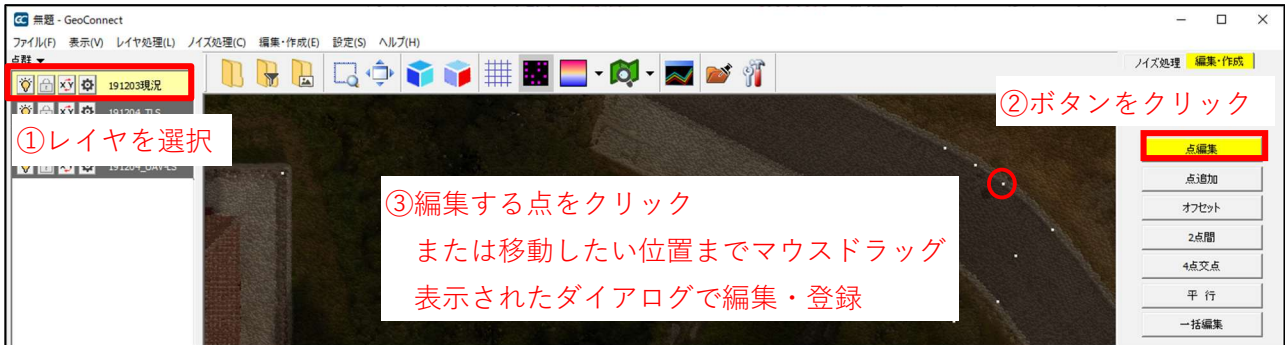 無題 - GeoConnect
ファイル(F) 表示(V) レイヤ処理(L) ノイズ処理(C) 編集・作成(E) 設定(S) ヘルプ(H)
点群
191203現況
191204_TLS
①レイヤを選択
191204_UAV-LS
ノイズ処理 編集・作成
②ボタンをクリック
点編集
点追加
オフセット
2点間
4点交点
平 行
一括編集
③編集する点をクリック
または移動したい位置までマウスドラッグ
表示されたダイアログで編集・登録